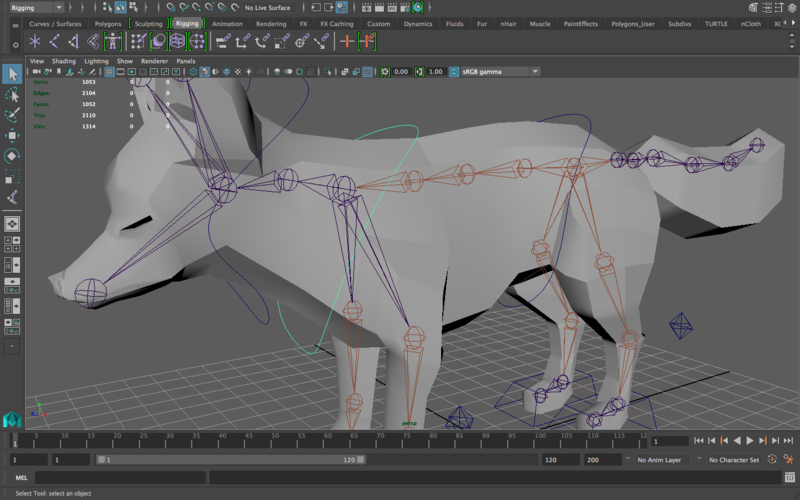 Rigging No Live Surface
Curves / Surfaces Polygons Sculpting Rigging Animation Rendering FX FX Caching Custom Dynamics Fluids Fur nHair Muscle PaintEffects Polygons_User Subdivs TURTLE nCloth
View Shading Lighting Show Renderer Panels
0.00 1.00 sRGB gamma
Verts: 1053 0 0
Edges: 2104 0 0
Faces: 1052 0 0
Tris: 2110 0 0
UVs: 1314 0 0
persp
1 5 10 15 20 25 30 35 40 45 50 55 60 65 70 75 80 85 90 95 100 105 110 115 12 1
1 1 1 120 120 200 No Anim Layer No Character Set
MEL
Select Tool: select an object